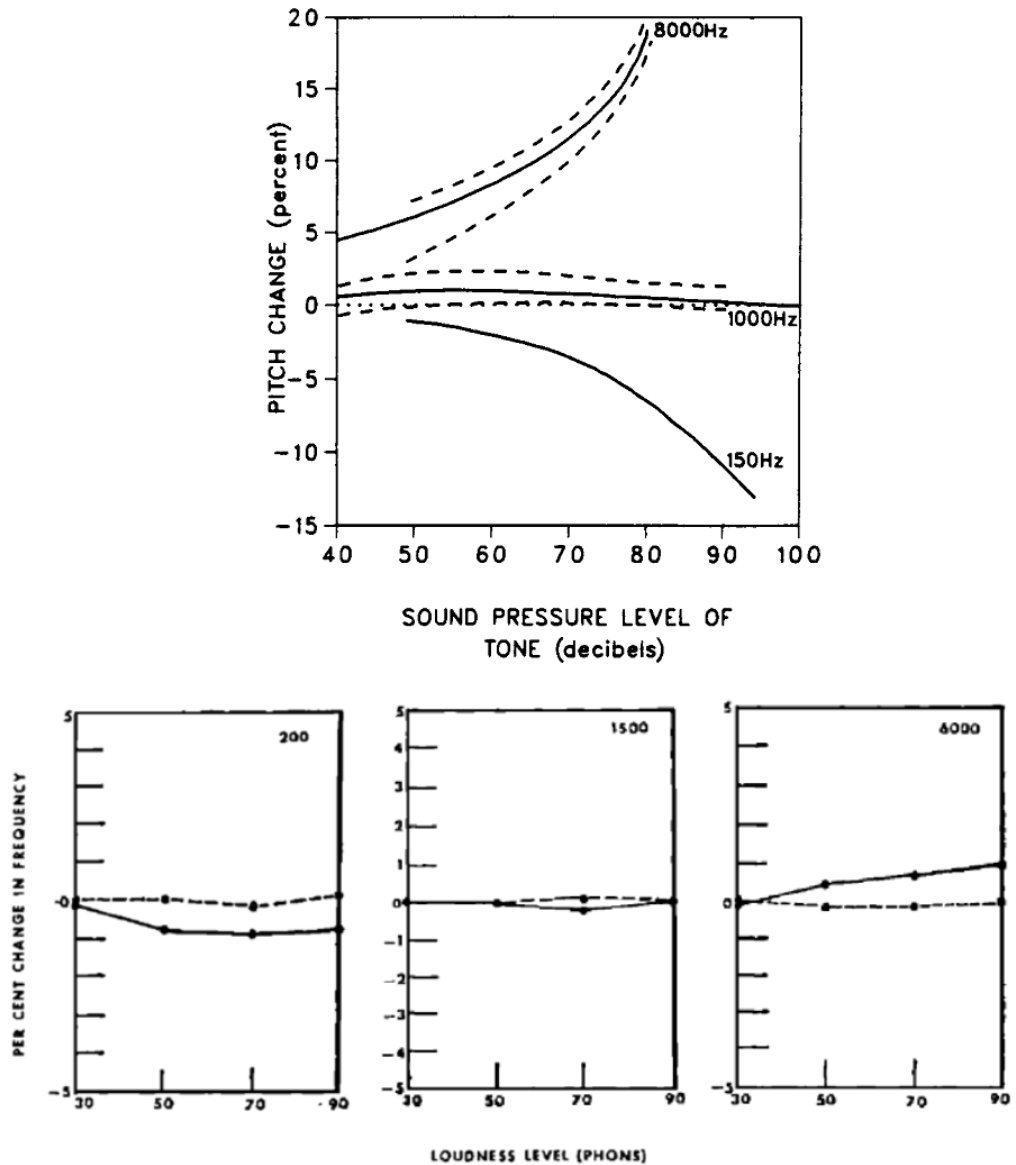 20
15
10
5
0
-5
-10
-15
PITCH CHANGE (percent)
8000Hz
1000Hz
150Hz
40 50 60 70 80 90 100
SOUND PRESSURE LEVEL OF
TONE (decibels)
PER CENT CHANGE IN FREQUENCY
5
-0
-5
200
30 50 70 90
5
4
3
2
1
0
-1
-2
-3
-4
-5
1500
30 50 70 90
5
0
-5
6000
30 50 70 90
LOUDNESS LEVEL (PHONS)